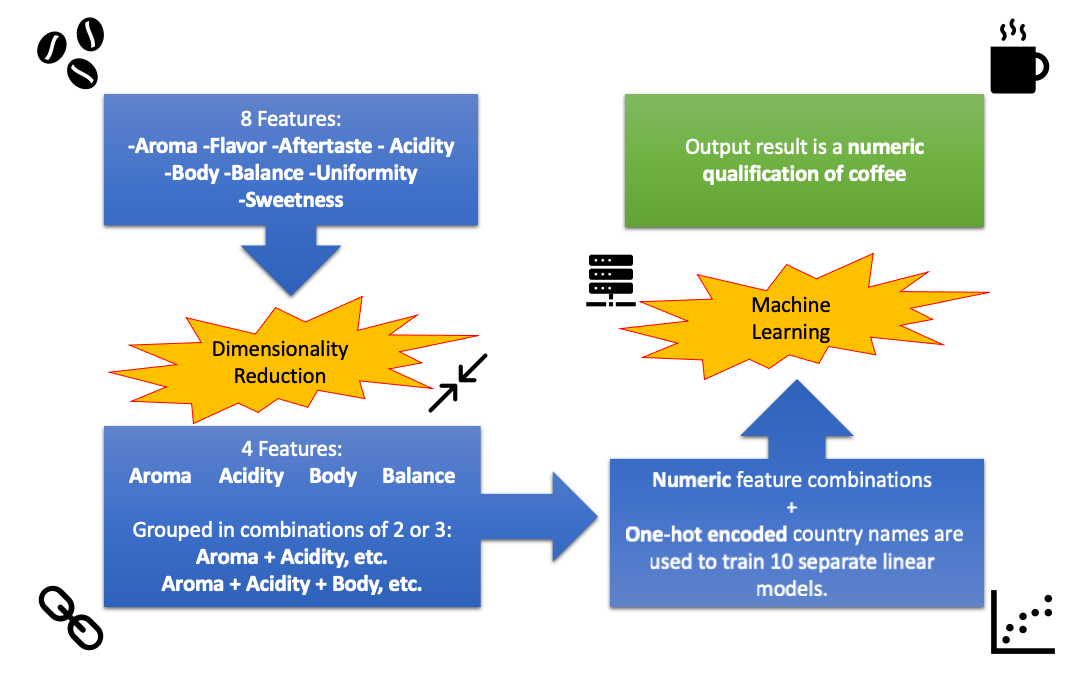 8 Features:
-Aroma -Flavor -Aftaste - Acidity
-Body -Balance -Uniformity
-Sweetness
Dimensionality
Reduction
4 Features:
Aroma Acidity Body Balance
Grouped in combinations of 2 or 3:
Aroma + Acidity, etc.
Aroma + Acidity + Body, etc.
Numeric feature combinations
+
One-hot encoded country names are
used to train 10 separate linear
models.
Machine
Learning
Output result is a numeric
qualification of coffee